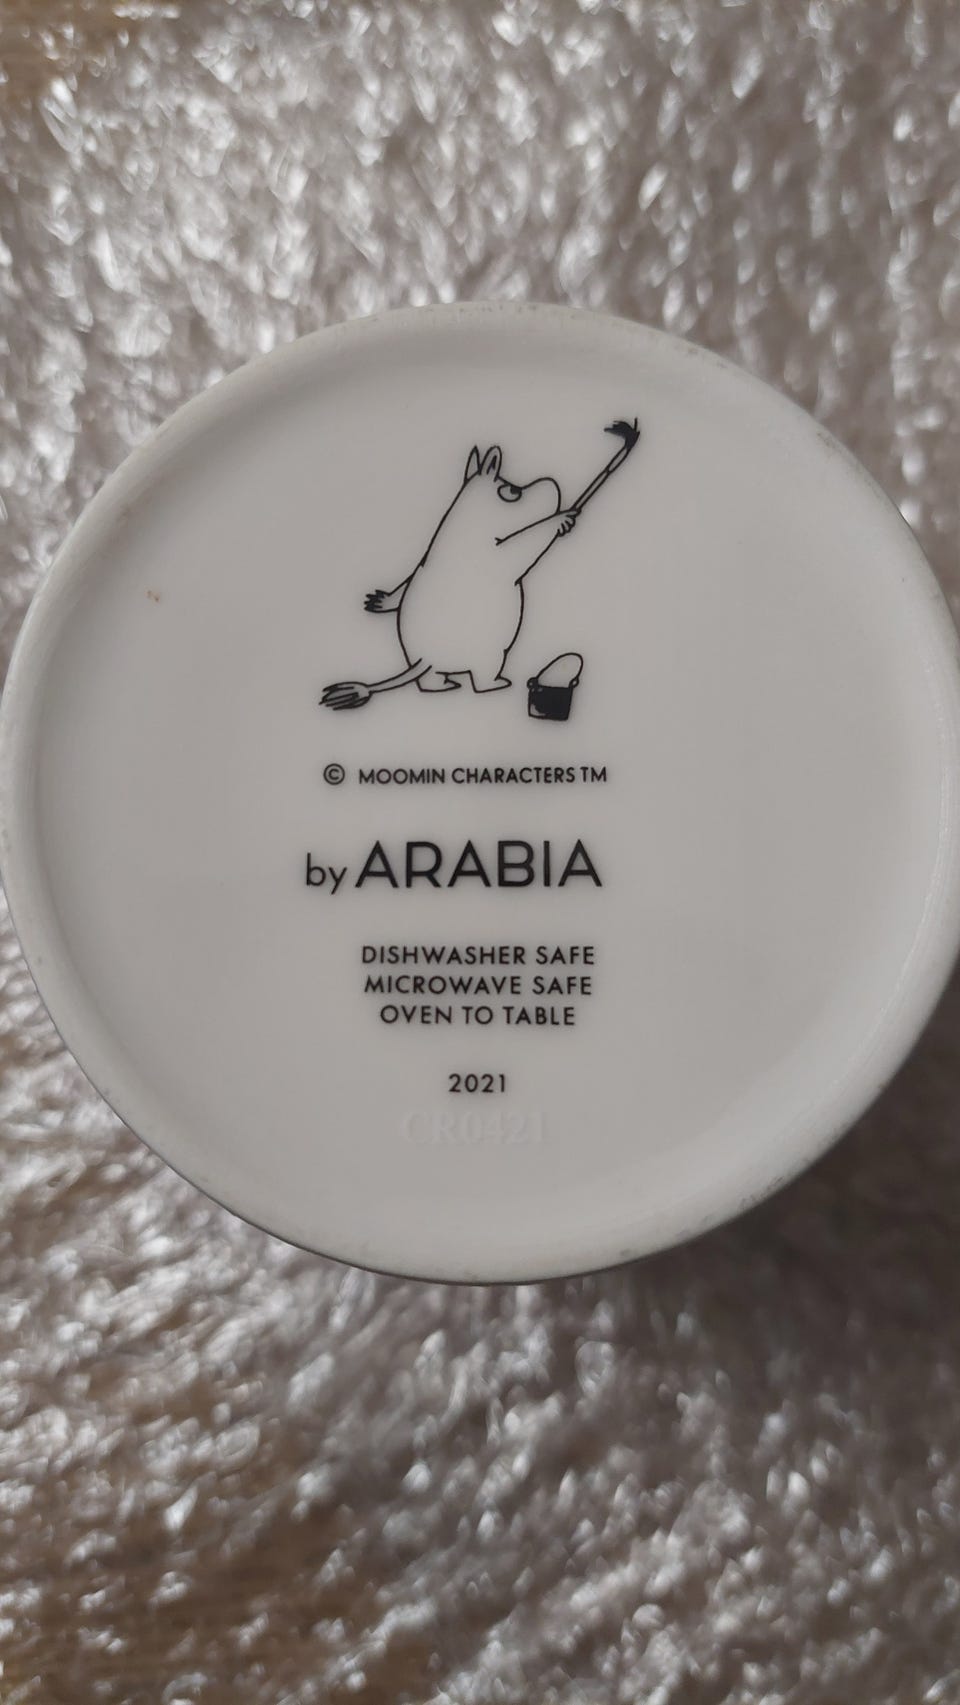 © MOOMIN CHARACTERS TM
by ARABIA
DISHWASHER SAFE
MICROWAVE SAFE
OVEN TO TABLE
2021
CR0421